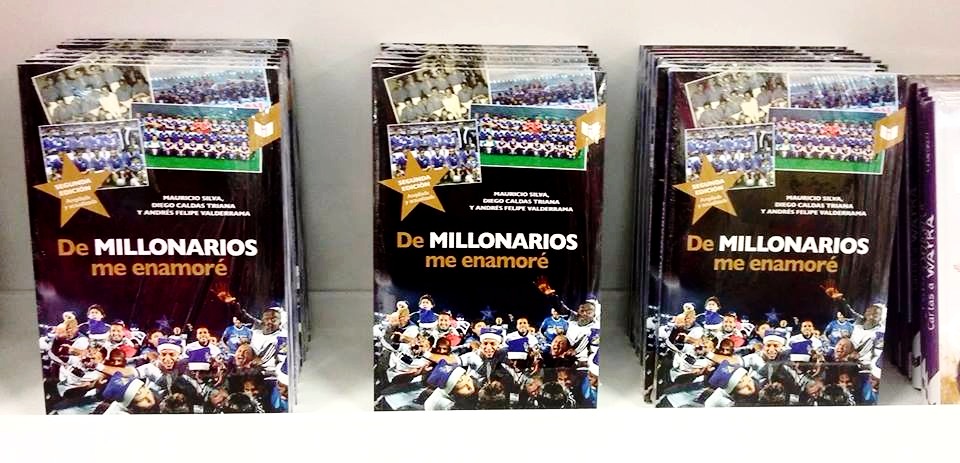 SEGUNDA
EDICIÓN
MAURICIO SILVA,
DIEGO CALDAS TRIANA
Y ANDRÉS FELIPE VALDERRAMA
De MILLONARIOS
me enamoré
SEGUNDA
EDICIÓN
MAURICIO SILVA,
DIEGO CALDAS TRIANA
Y ANDRÉS FELIPE VALDERRAMA
De MILLONARIOS
me enamoré
SEGUNDA
EDICIÓN
MAURICIO SILVA,
DIEGO CALDAS TRIANA
Y ANDRÉS FELIPE VALDERRAMA
De MILLONARIOS
me enamoré
Cartas a WAYRA